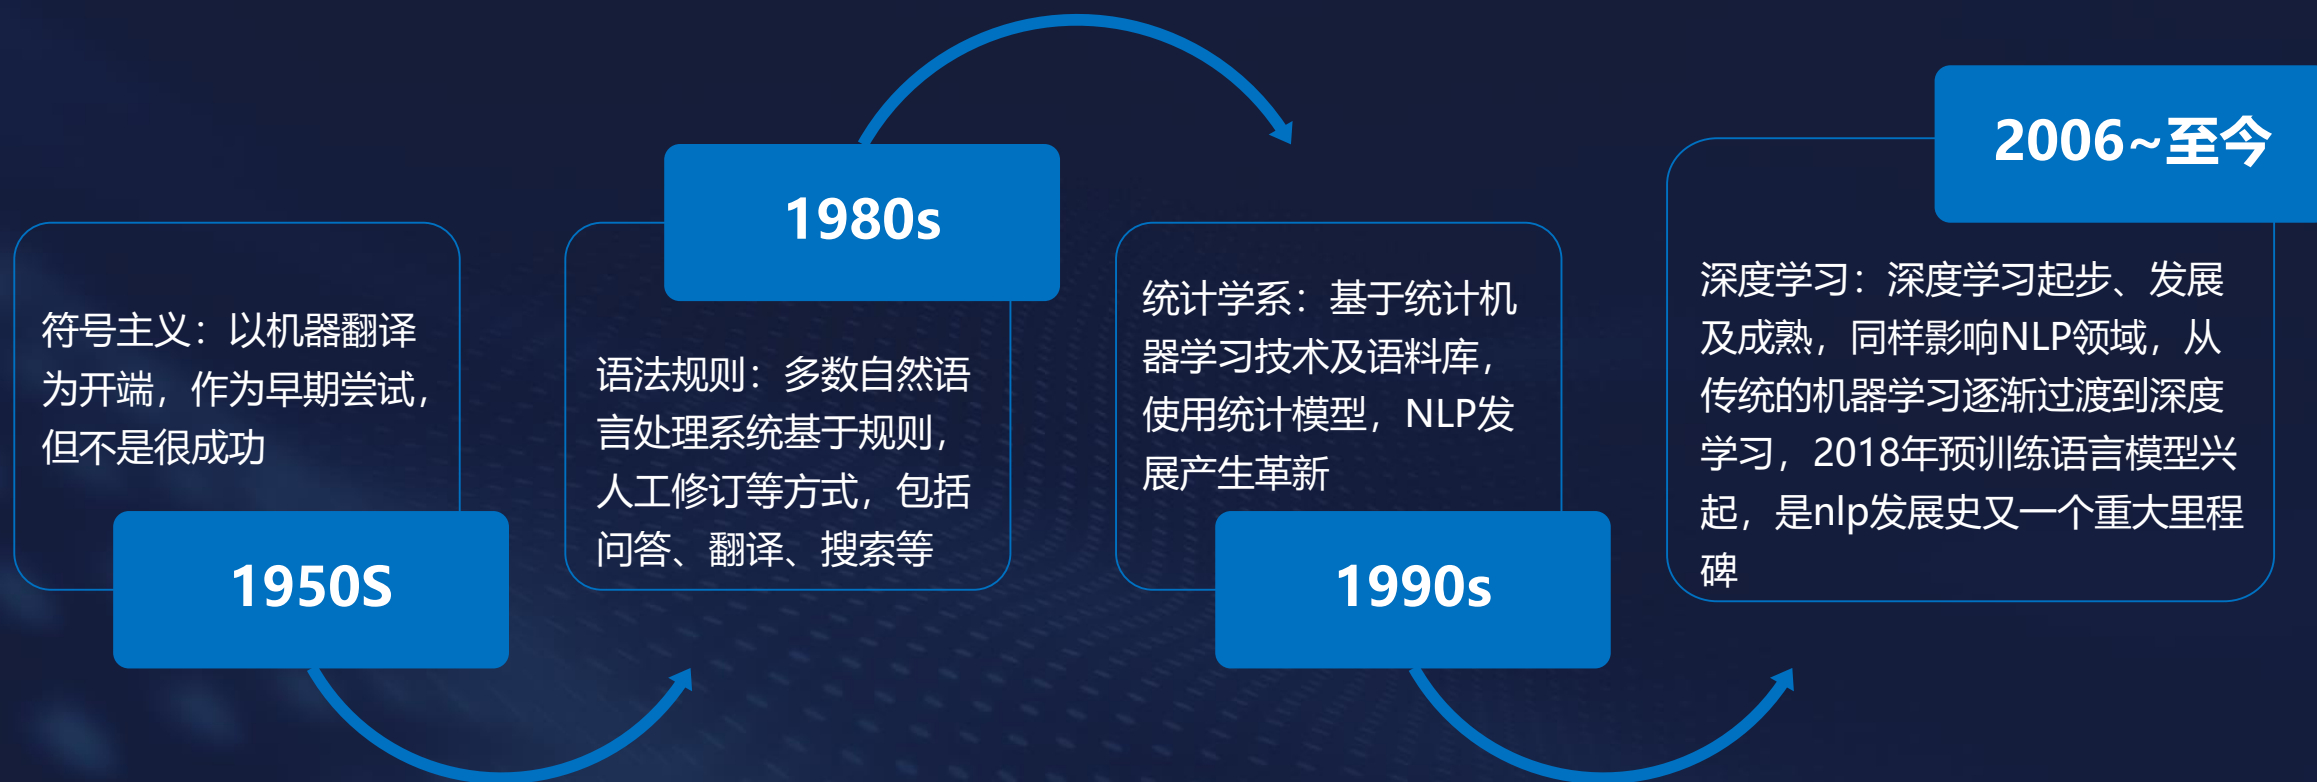 符号主义：以机器翻译
为开端，作为早期尝试，
但不是很成功
1950S
1980s
语法规则：多数自然语
言处理系统基于规则，
人工修订等方式，包括
问答、翻译、搜索等
统计学系：基于统计机
器学习技术及语料库，
使用统计模型，NLP发
展产生革新
1990s
2006~至今
深度学习：深度学习起步、发展
及成熟，同样影响NLP领域，从
传统的机器学习逐渐过渡到深度
学习，2018年预训练语言模型兴
起，是nlp发展史又一个重大里程
碑